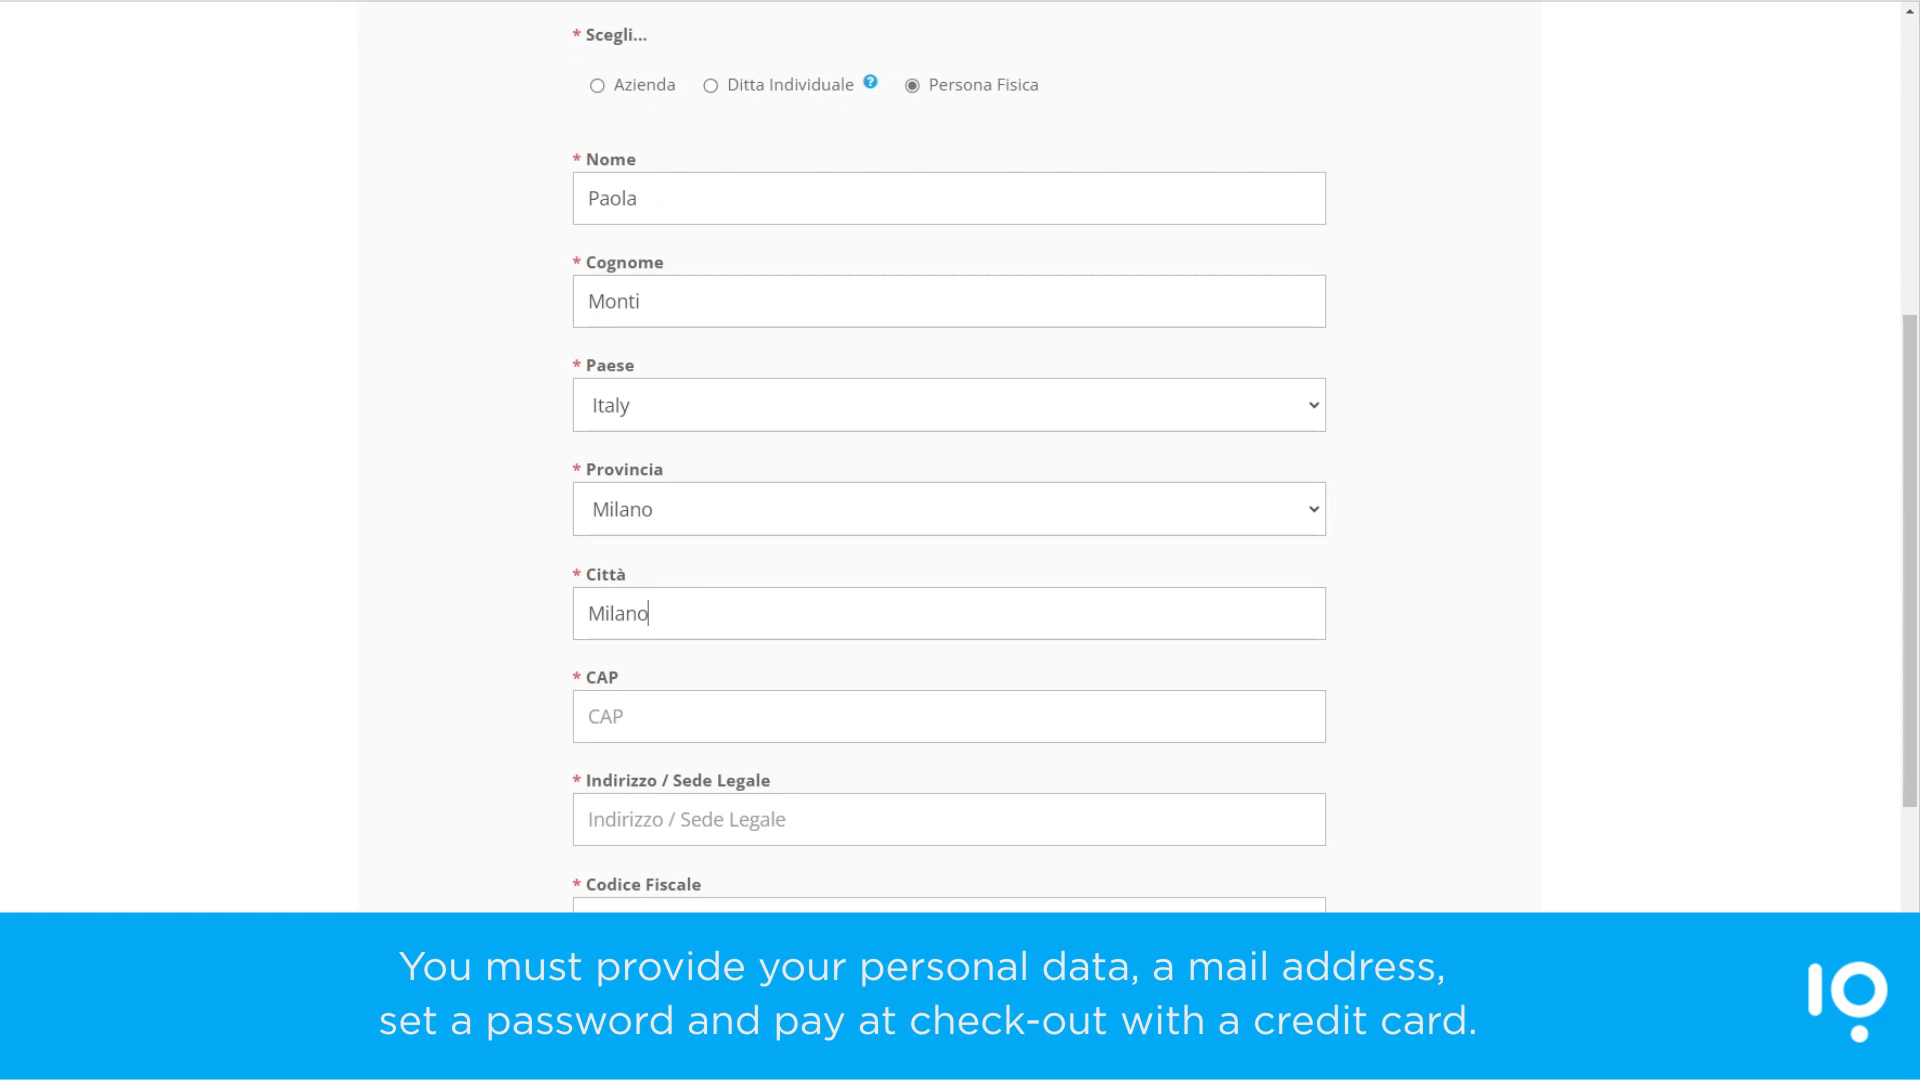 * Scegli...
Azienda Ditta Individuale ? Persona Fisica
* Nome
Paola
* Cognome
Monti
* Paese
Italy
* Provincia
Milano
* Città
Milano
* CAP
CAP
* Indirizzo / Sede Legale
Indirizzo / Sede Legale
* Codice Fiscale
You must provide your personal data, a mail address,
set a password and pay at check-out with a credit card.